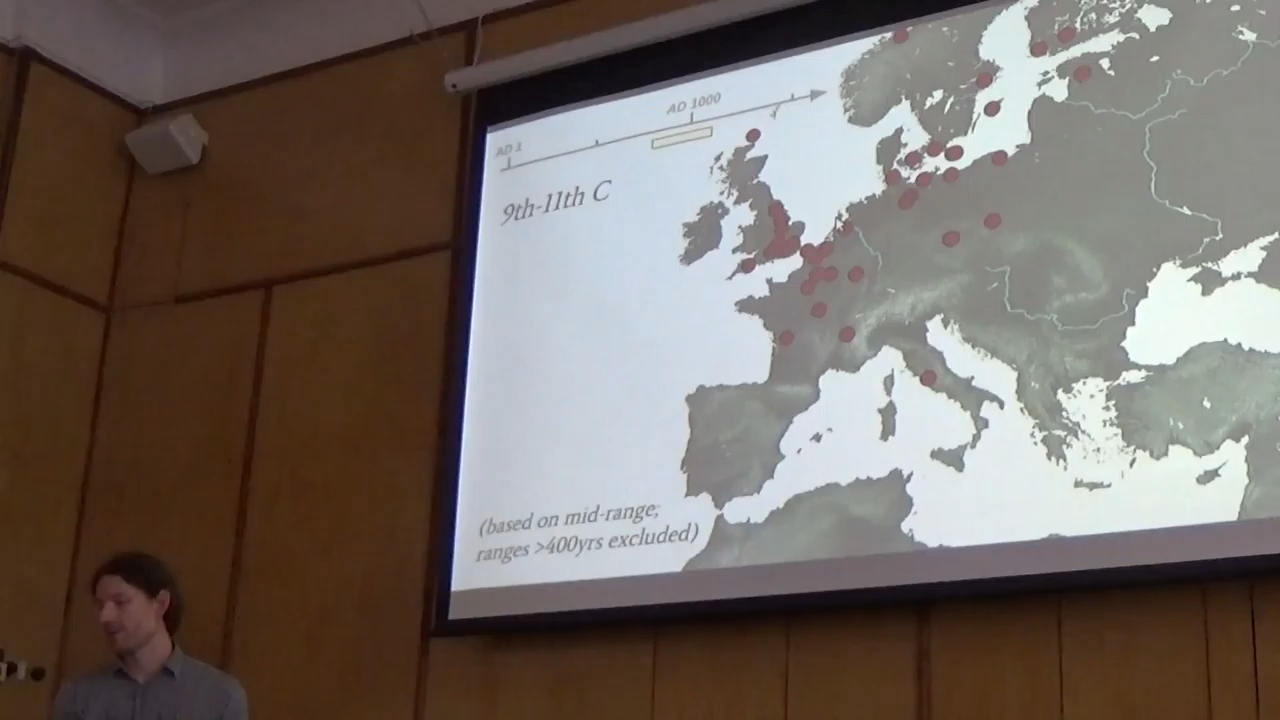 AD 1
AD 1000
9th-11th C
(based on mid-range;
ranges >400yrs excluded)